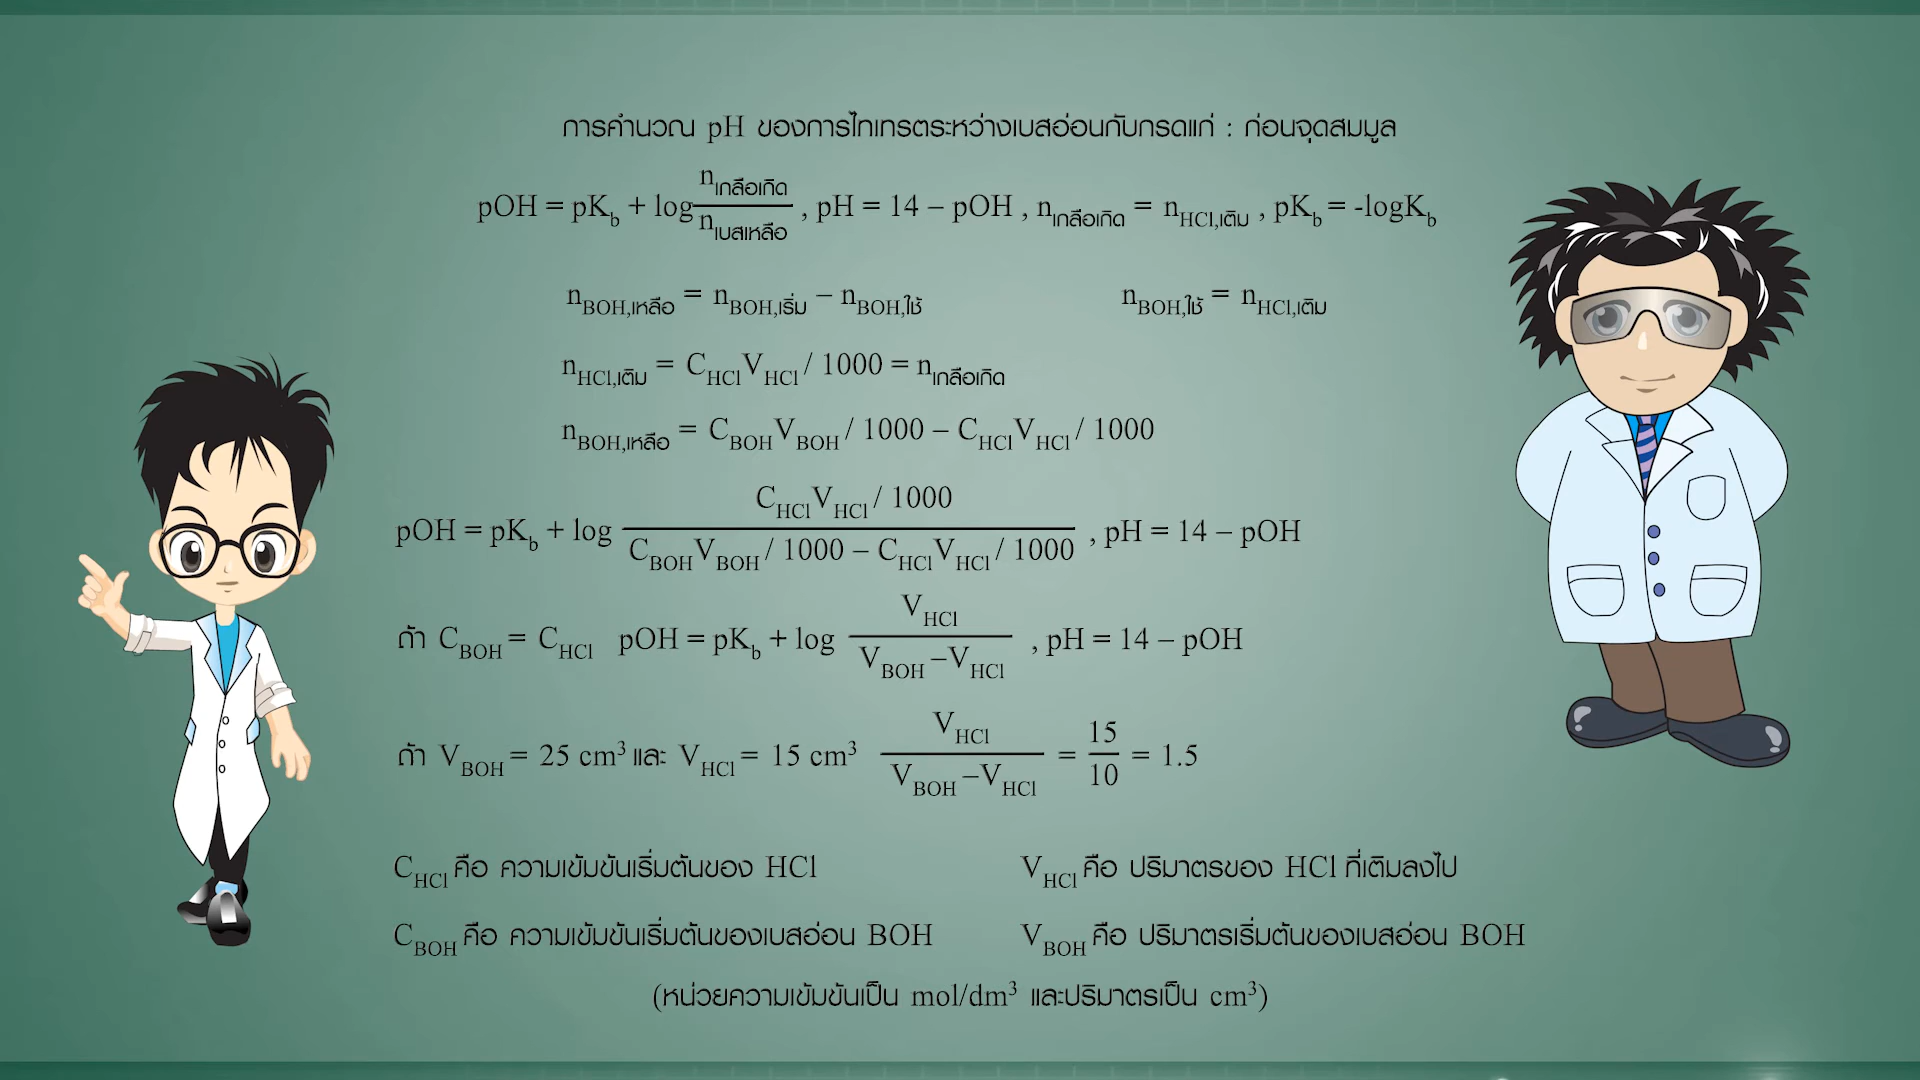 การคำนวณ pH ของการไทเทรตระหว่างเบสอ่อนกับกรดแก่ : ก่อนจุดสมมูล
pOH = pK_b + log n_เกลือเกิด / n_เบสเหลือ , pH = 14 – pOH , n_เกลือเกิด = n_HCl,เติม , pK_b = -logK_b
n_BOH,เหลือ = n_BOH,เริ่ม – n_BOH,ใช้ n_BOH,ใช้ = n_HCl,เติม
n_HCl,เติม = C_HCl V_HCl / 1000 = n_เกลือเกิด
n_BOH,เหลือ = C_BOH V_BOH / 1000 – C_HCl V_HCl / 1000
pOH = pK_b + log (C_HCl V_HCl / 1000) / (C_BOH V_BOH / 1000 – C_HCl V_HCl / 1000) , pH = 14 – pOH
ถ้า C_BOH = C_HCl pOH = pK_b + log V_HCl / (V_BOH – V_HCl) , pH = 14 – pOH
ถ้า V_BOH = 25 cm³ และ V_HCl = 15 cm³ V_HCl / (V_BOH – V_HCl) = 15/10 = 1.5
C_HCl คือ ความเข้มข้นเริ่มต้นของ HCl V_HCl คือ ปริมาตรของ HCl ที่เติมลงไป
C_BOH คือ ความเข้มข้นเริ่มต้นของเบสอ่อน BOH V_BOH คือ ปริมาตรเริ่มต้นของเบสอ่อน BOH
(หน่วยความเข้มข้นเป็น mol/dm³ และปริมาตรเป็น cm³)